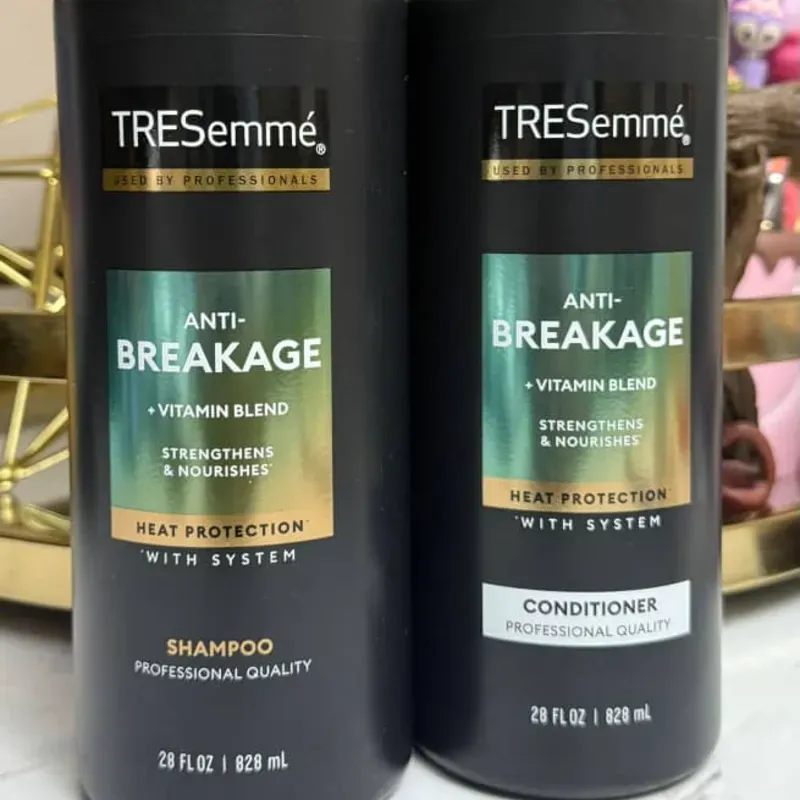 TRESemmé®
USED BY PROFESSIONALS
ANTI-
BREAKAGE
+ VITAMIN BLEND
STRENGTHENS
& NOURISHES*
HEAT PROTECTION*
*WITH SYSTEM
SHAMPOO
PROFESSIONAL QUALITY
28 FL OZ | 828 mL
TRESemmé®
USED BY PROFESSIONALS
ANTI-
BREAKAGE
+ VITAMIN BLEND
STRENGTHENS
& NOURISHES*
HEAT PROTECTION*
*WITH SYSTEM
CONDITIONER
PROFESSIONAL QUALITY
28 FL OZ | 828 mL